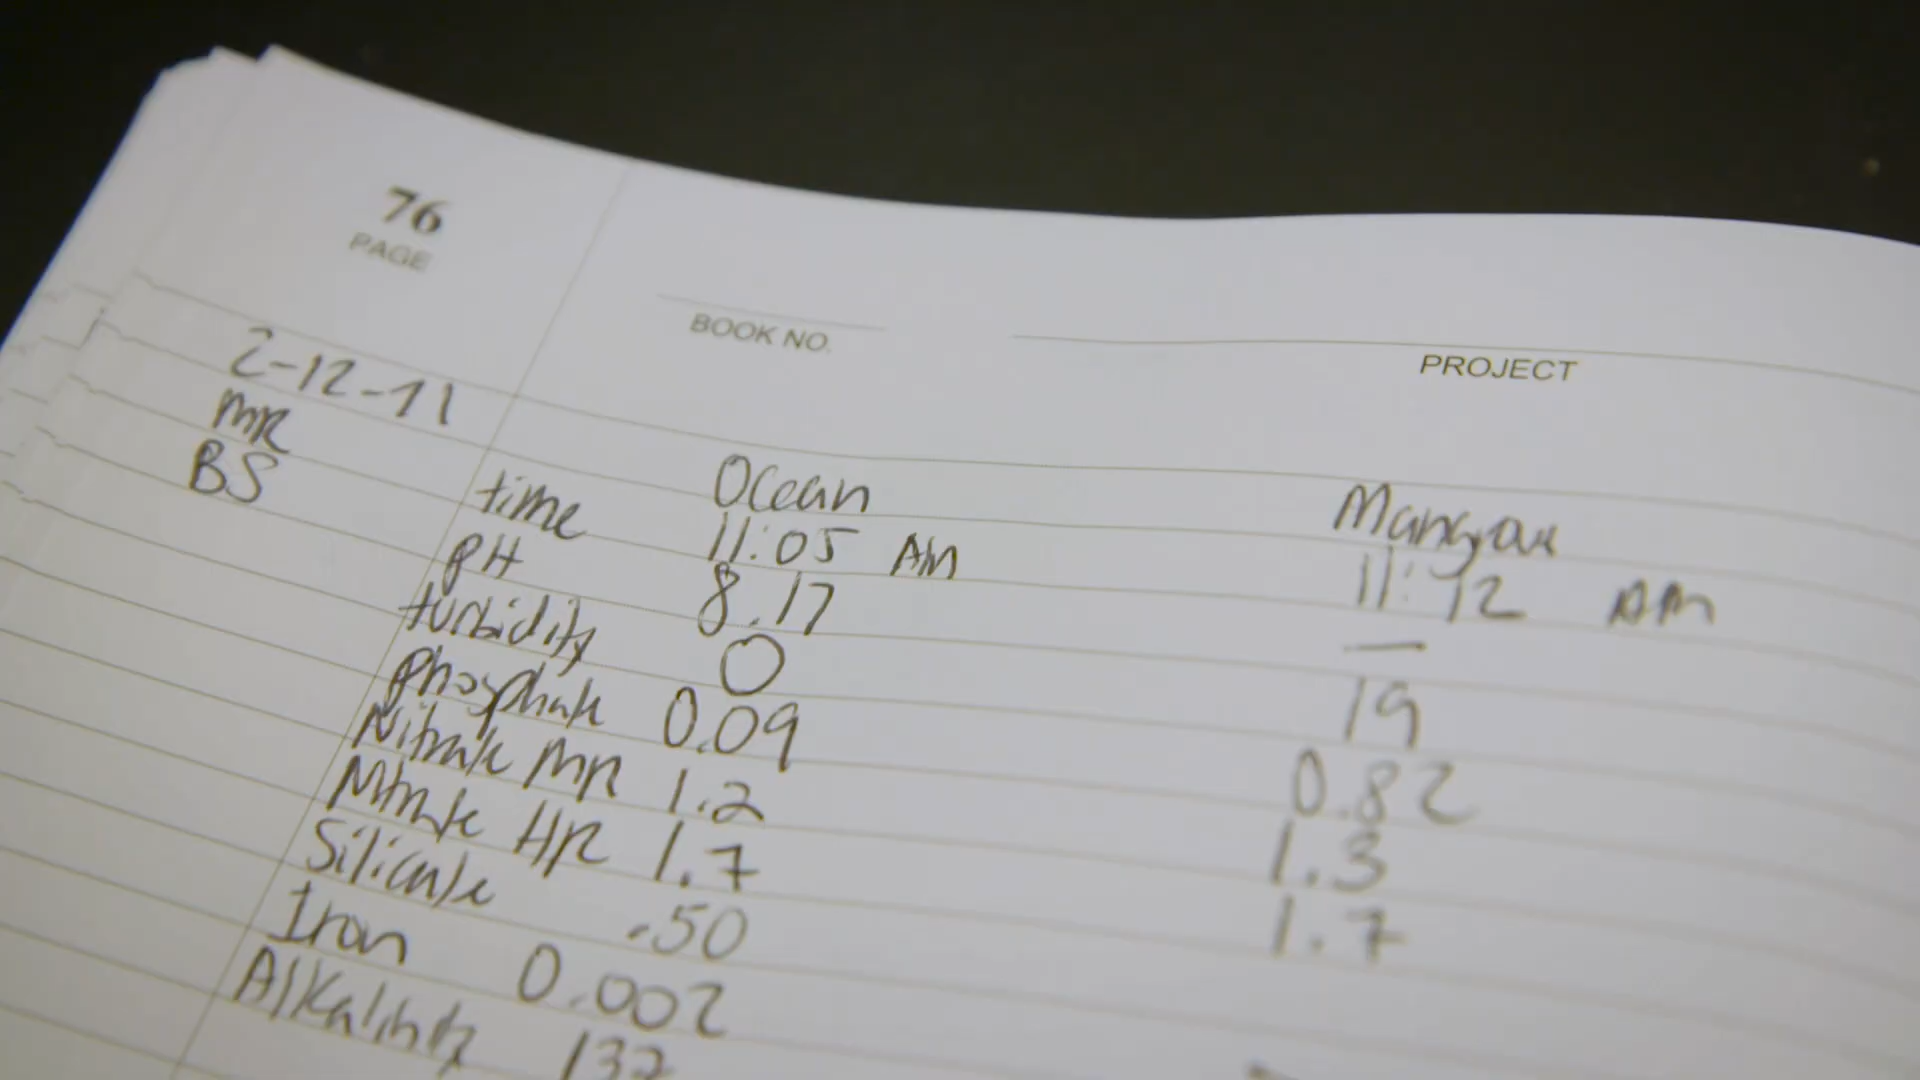 76
PAGE
BOOK NO.
PROJECT
2-12-11
MR
BS
Ocean Mangrove
time 11:05 AM 11:12 AM
pH 8.17 —
turbidity 0 19
Phosphate 0.09 0.82
Nitrate MR 1.2 1.3
Nitrate HR 1.7 1.7
Silicate .50
Iron 0.002
Alkalinity 132